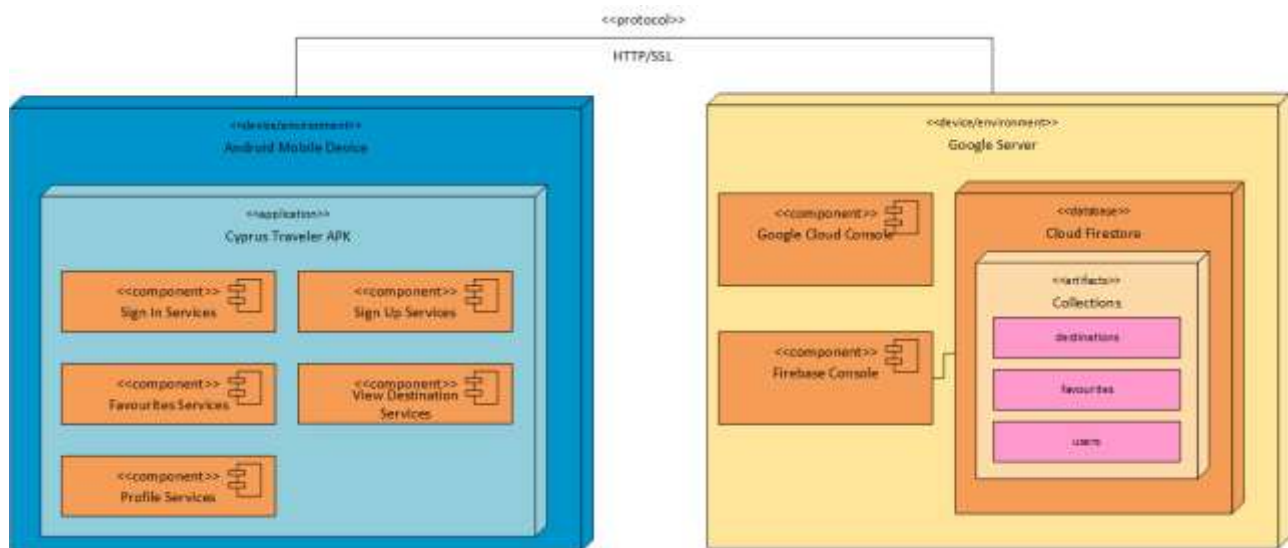 <<protocol>>
HTTP/SSL
<<device/environment>>
Android Mobile Device
<<application>>
Cyprus Traveler APK
<<component>>
Sign In Services
<<component>>
Sign Up Services
<<component>>
Favourites Services
<<component>>
View Destination
Services
<<component>>
Profile Services
<<device/environment>>
Google Server
<<component>>
Google Cloud Console
<<component>>
Firebase Console
<<database>>
Cloud Firestore
<<artifacts>>
Collections
destinations
favourites
users